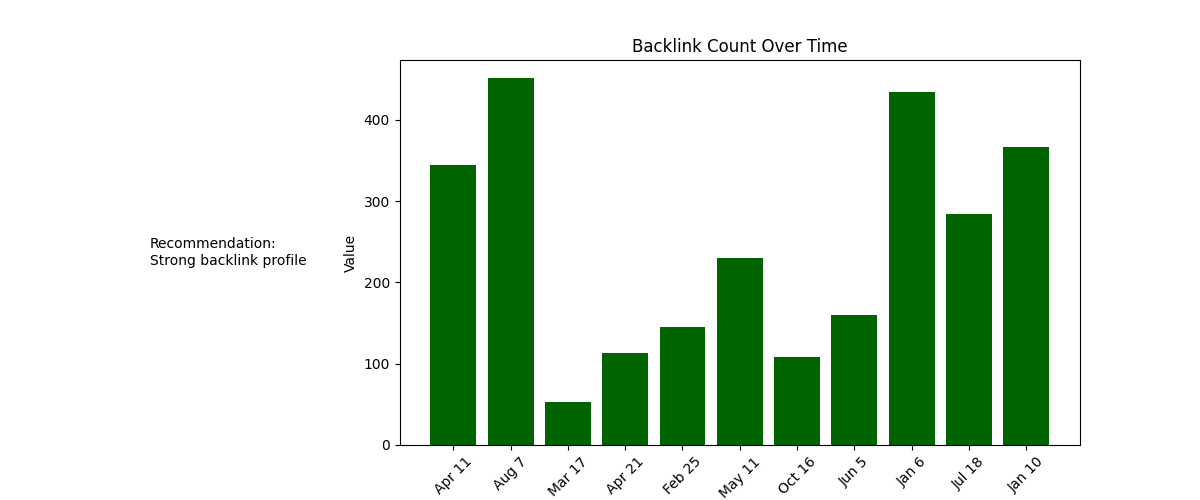 Backlink Count Over Time
Recommendation:
Strong backlink profile
Value
400
300
200
100
0
Apr 11
Aug 7
Mar 17
Apr 21
Feb 25
May 11
Oct 16
Jun 5
Jan 6
Jul 18
Jan 10